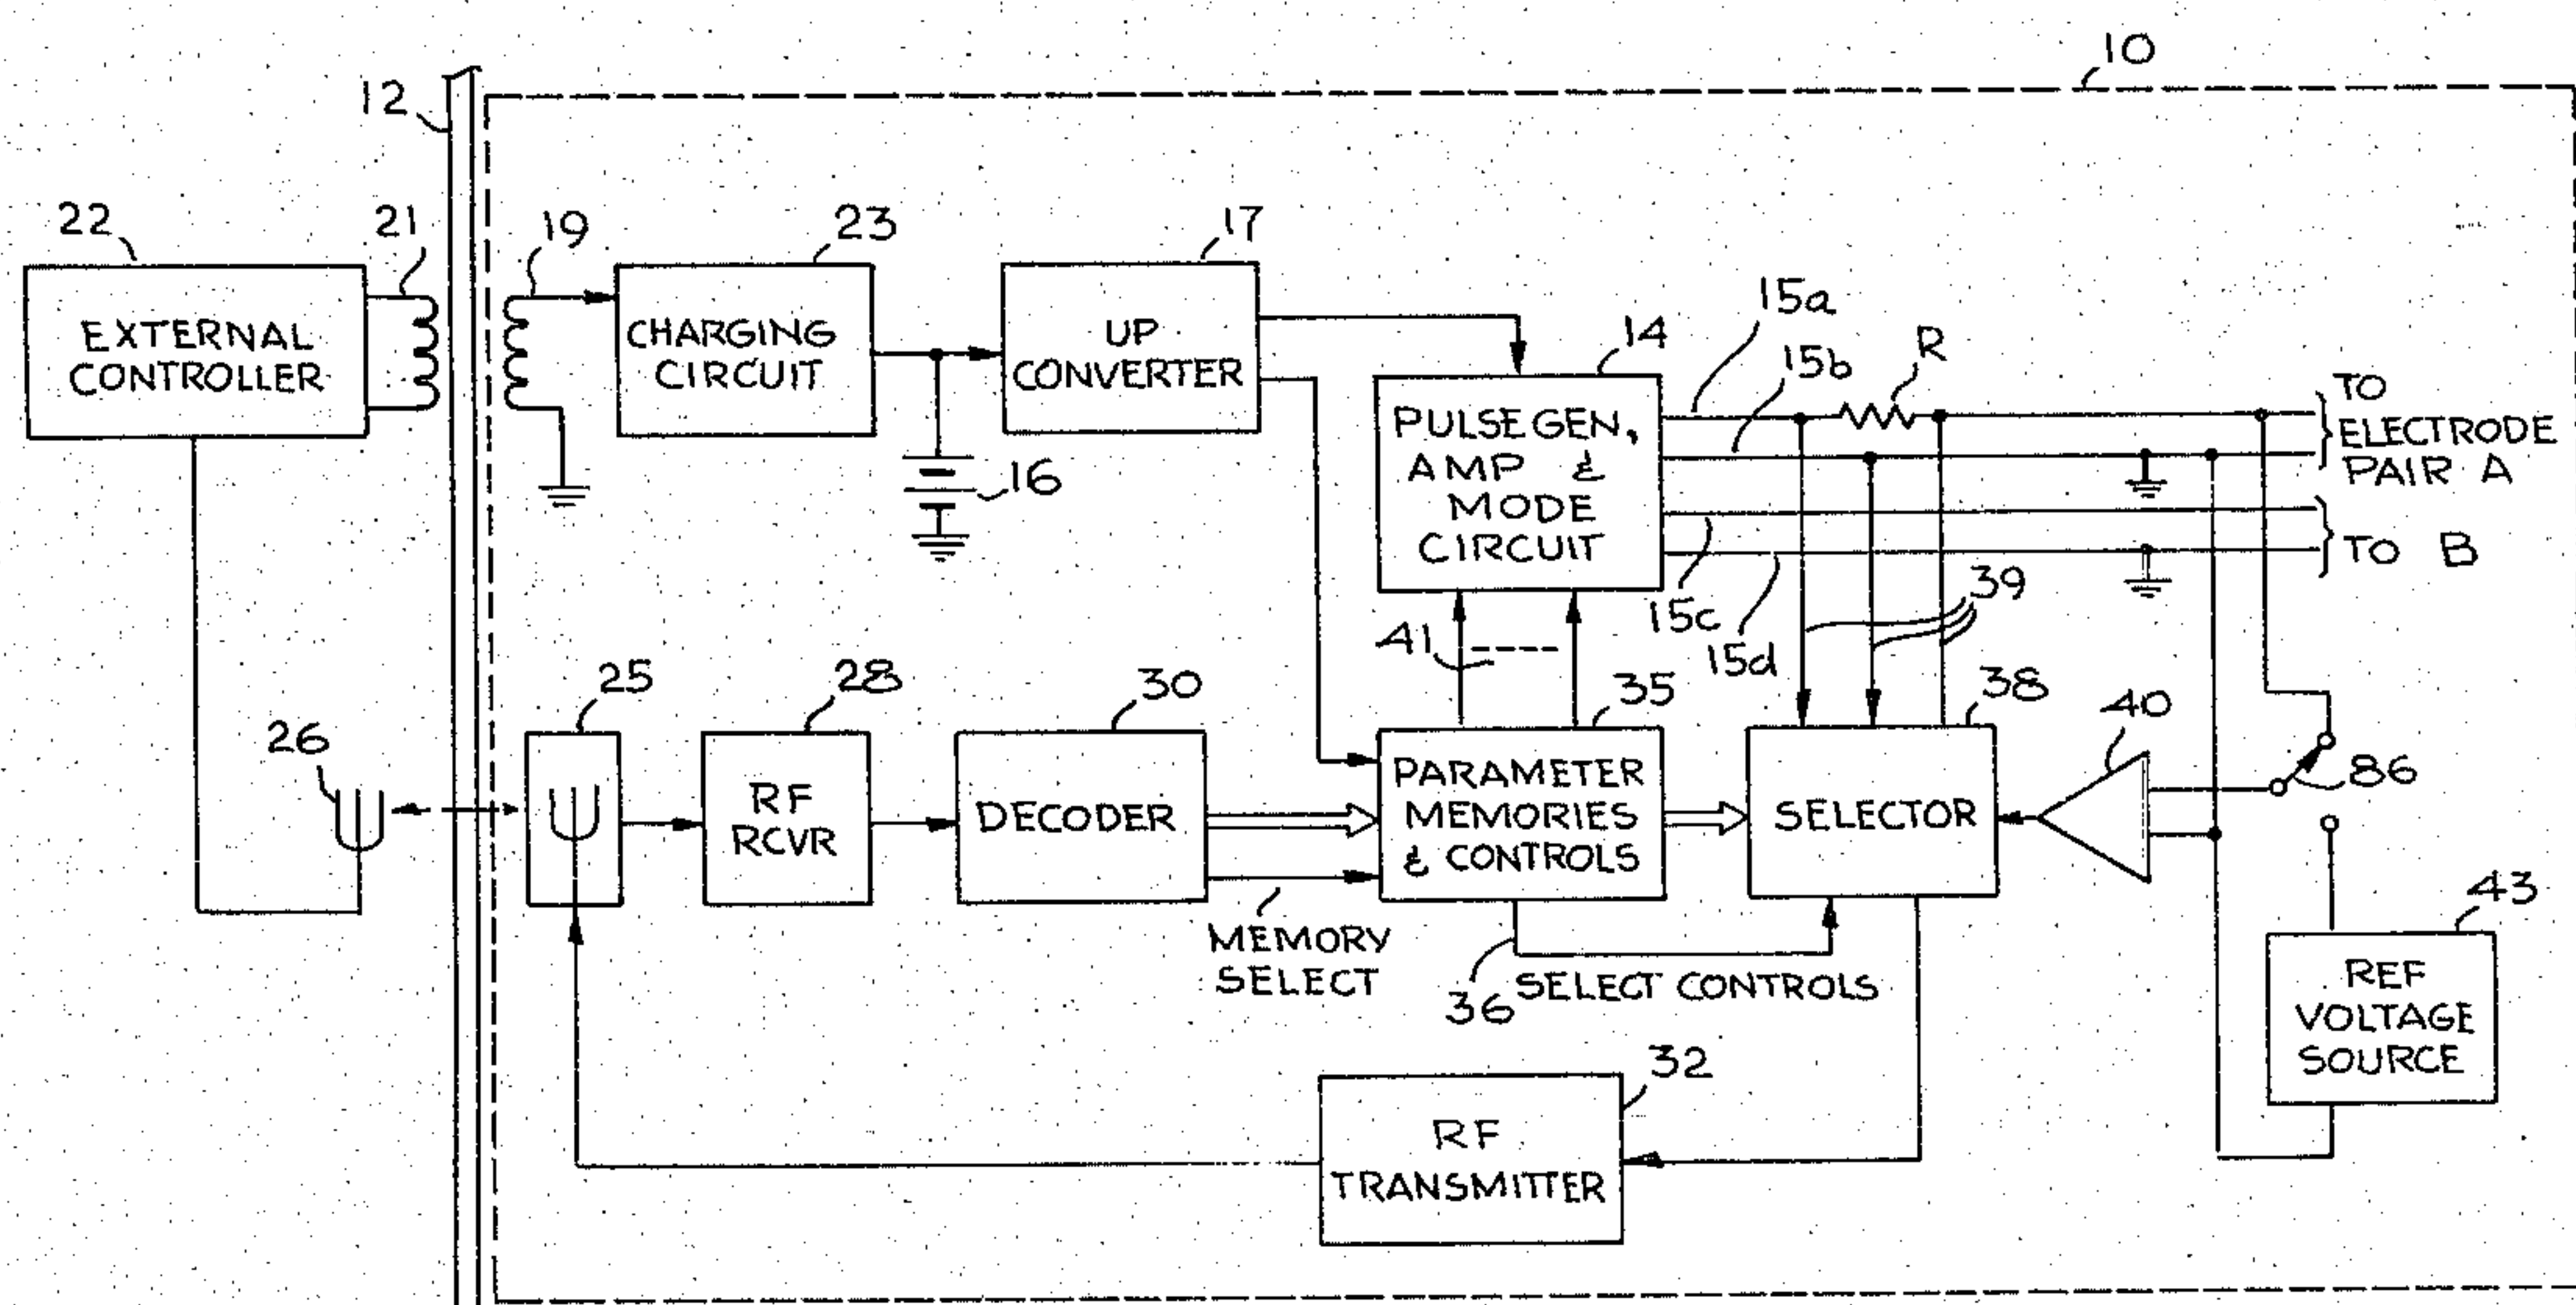 10
12
22
21
19
23
17
EXTERNAL
CONTROLLER
CHARGING
CIRCUIT
UP
CONVERTER
16
14
15a
15b
R
PULSE GEN,
AMP &
MODE
CIRCUIT
TO
ELECTRODE
PAIR A
TO B
15c
15d
39
41
26
25
28
30
35
38
40
86
RF
RCVR
DECODER
PARAMETER
MEMORIES
& CONTROLS
SELECTOR
MEMORY
SELECT
36
SELECT CONTROLS
43
REF
VOLTAGE
SOURCE
32
RF
TRANSMITTER